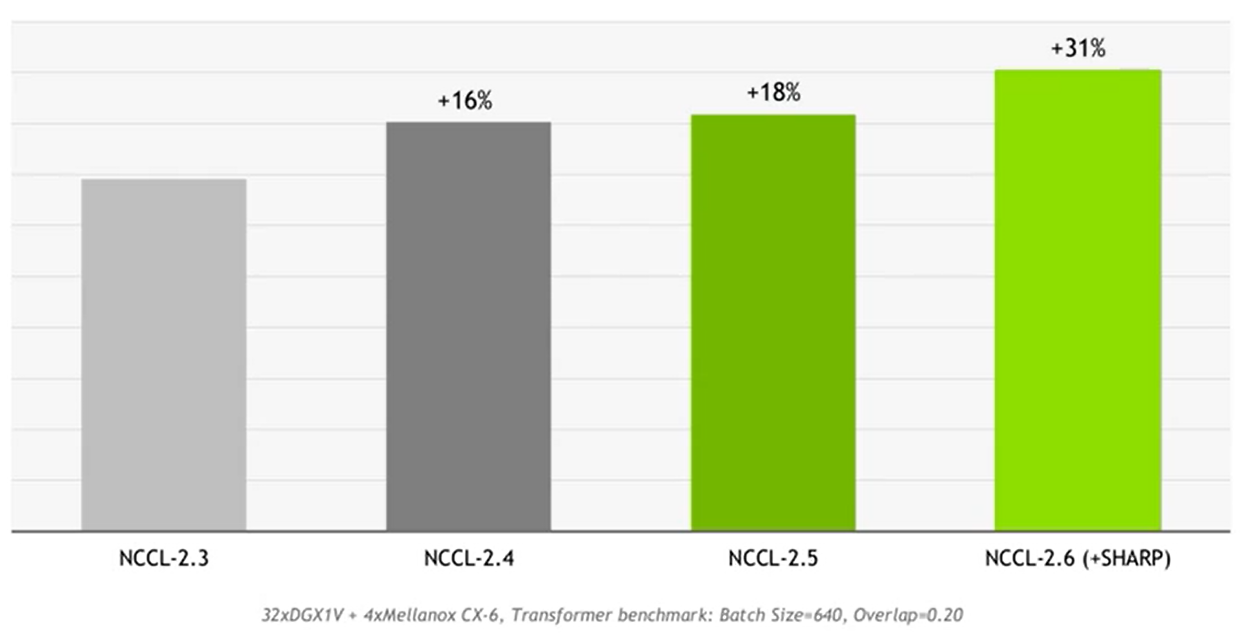 +31%
+18%
+16%
NCCL-2.3 NCCL-2.4 NCCL-2.5 NCCL-2.6 (+SHARP)
32xDGX1V + 4xMellanox CX-6, Transformer benchmark: Batch Size=640, Overlap=0.20